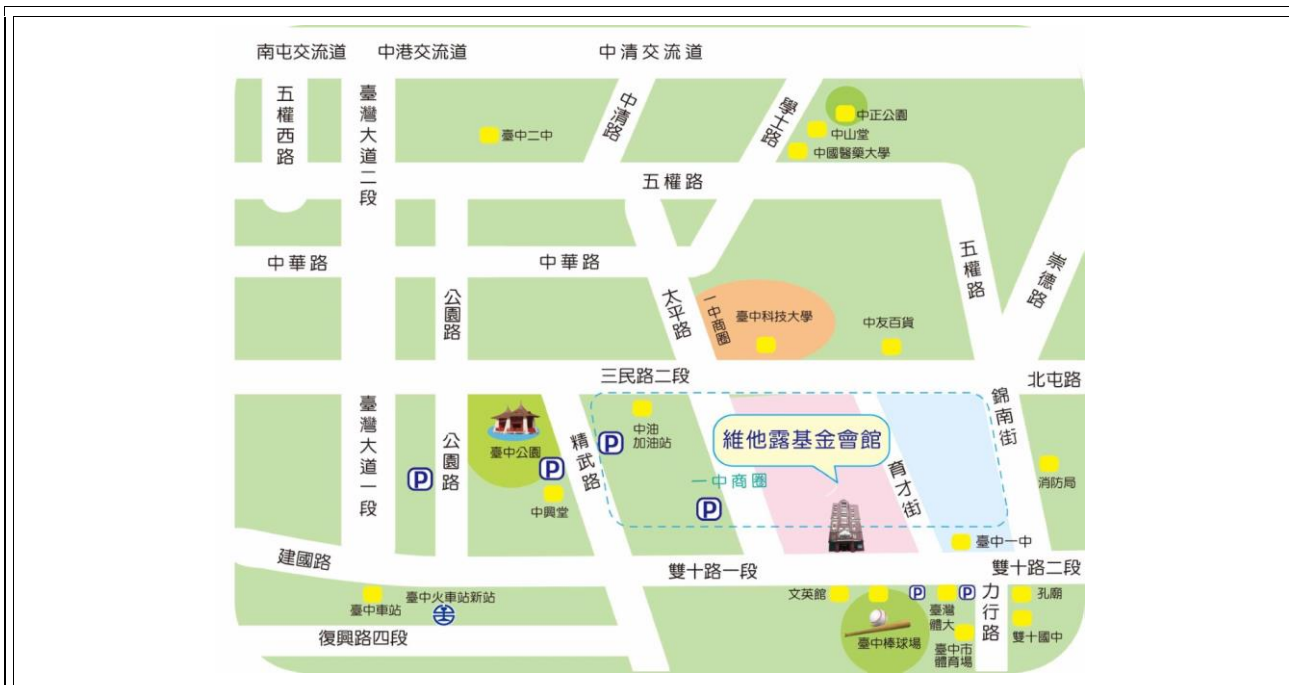 南屯交流道
中港交流道
中清交流道
五權西路
臺灣大道二段
中清路
學士路
臺中二中
中正公園
中山堂
中國醫藥大學
五權路
中華路
中華路
五權路
崇德路
公園路
太平路
一中商圈
臺中科技大學
中友百貨
三民路二段
北屯路
臺灣大道一段
公園路
臺中公園
精武路
中油
加油站
P
P
P
P
維他露基金會館
一中商圈
育才街
錦南街
消防局
中興堂
臺中一中
建國路
雙十路一段
雙十路二段
臺中車站
臺中火車站新站
復興路四段
文英館
臺中棒球場
P
P
臺灣
體大
臺中市
體育場
力行路
孔廟
雙十國中